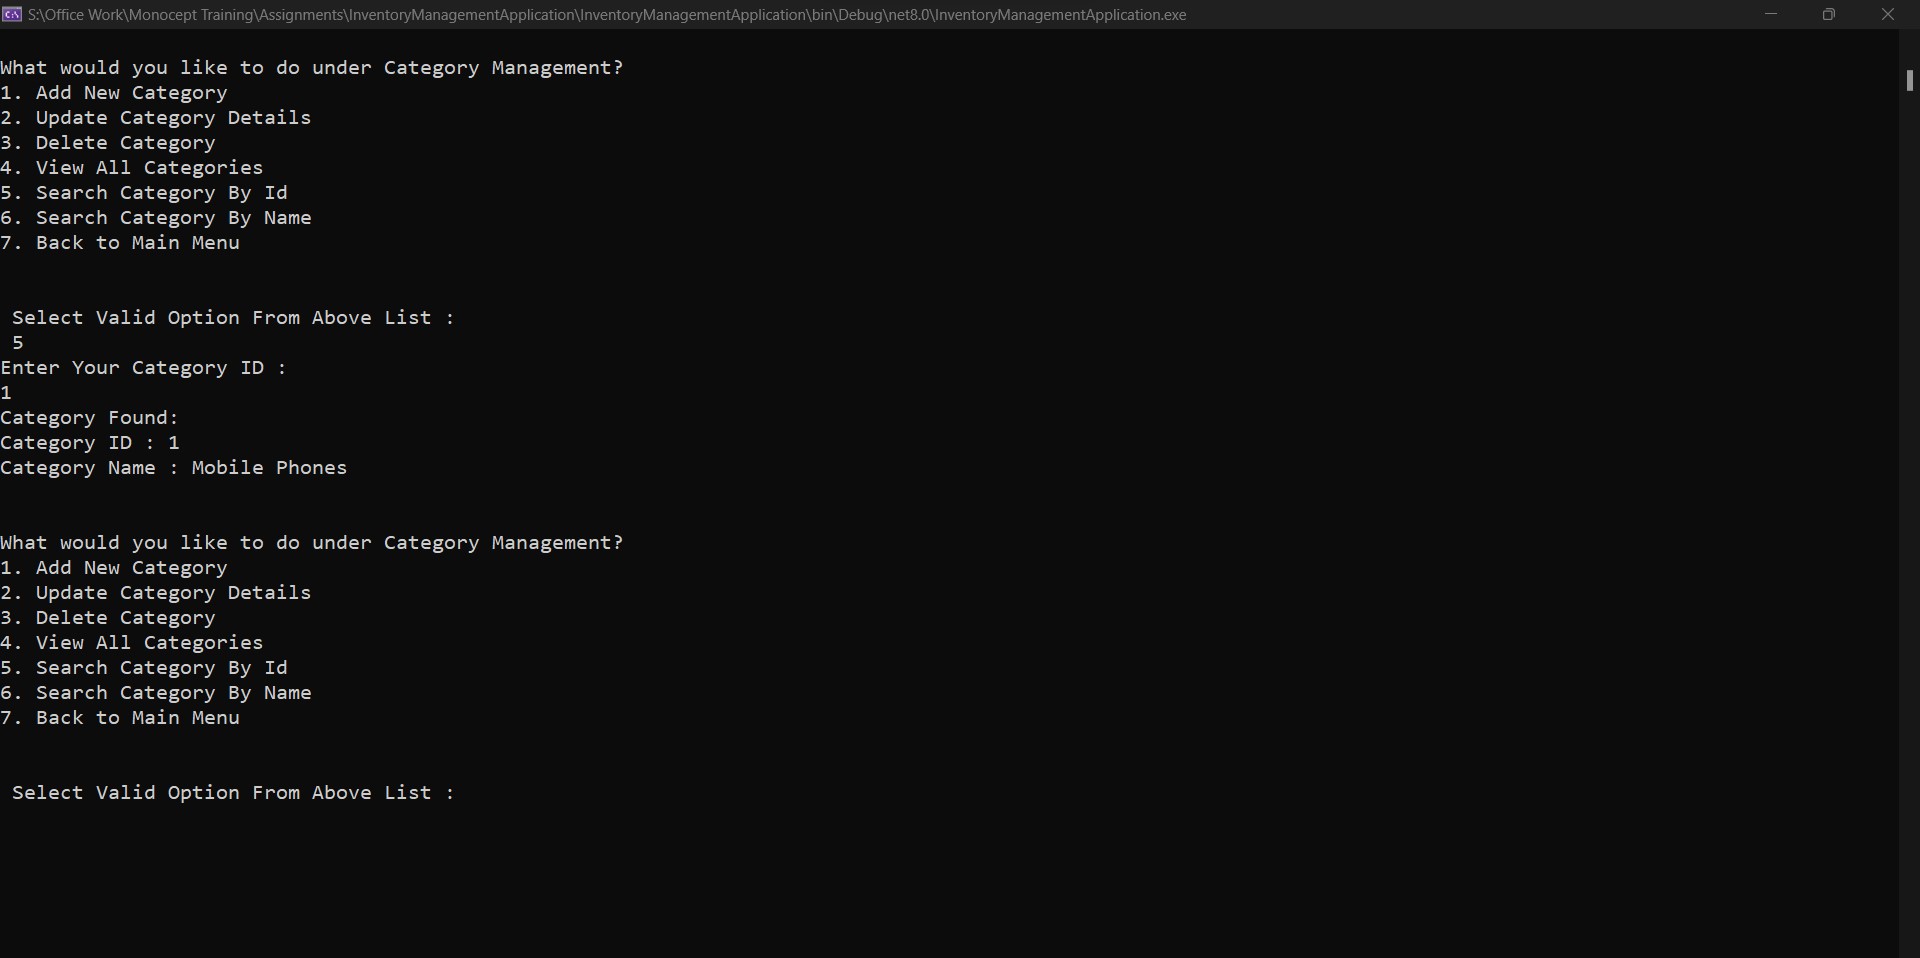 S:\Office Work\Monocept Training\Assignments\InventoryManagementApplication\InventoryManagementApplication\bin\Debug\net8.0\InventoryManagementApplication.exe
What would you like to do under Category Management?
1. Add New Category
2. Update Category Details
3. Delete Category
4. View All Categories
5. Search Category By Id
6. Search Category By Name
7. Back to Main Menu
Select Valid Option From Above List :
5
Enter Your Category ID :
1
Category Found:
Category ID : 1
Category Name : Mobile Phones
What would you like to do under Category Management?
1. Add New Category
2. Update Category Details
3. Delete Category
4. View All Categories
5. Search Category By Id
6. Search Category By Name
7. Back to Main Menu
Select Valid Option From Above List :